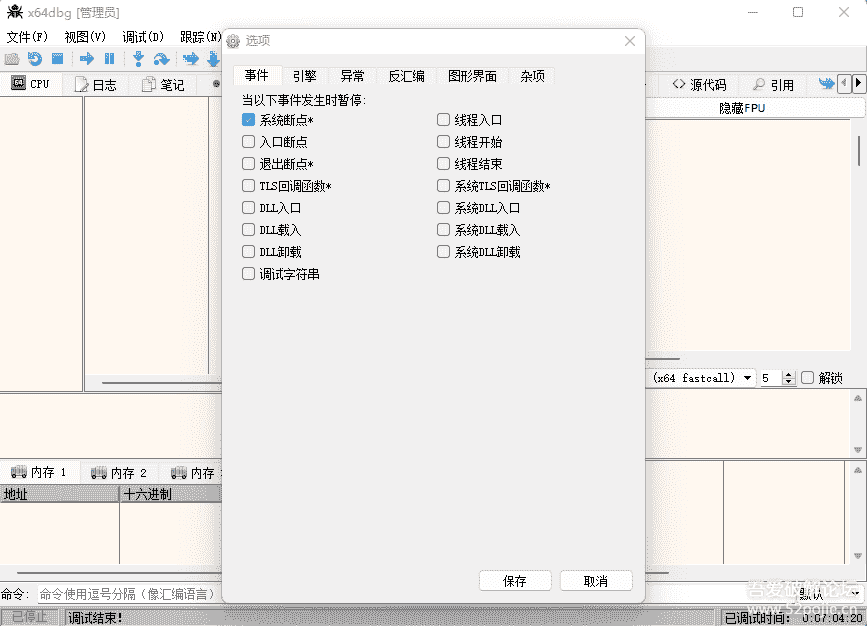 x64dbg [管理员]
文件(F) 视图(V) 调试(D) 跟踪(N)
选项
CPU 日志 笔记
源代码 引用
隐藏FPU
事件 引擎 异常 反汇编 图形界面 杂项
当以下事件发生时暂停:
系统断点* 线程入口
入口断点 线程开始
退出断点* 线程结束
TLS回调函数* 系统TLS回调函数*
DLL入口 系统DLL入口
DLL载入 系统DLL载入
DLL卸载 系统DLL卸载
调试字符串
(x64 fastcall) 5 解锁
内存 1 内存 2 内存
地址 十六进制
保存 取消
命令: 命令使用逗号分隔（像汇编语言） 默认
吾爱破解论坛
www.52pojie.cn
已停止 调试结束! 已调试时间: 0:07:04:20